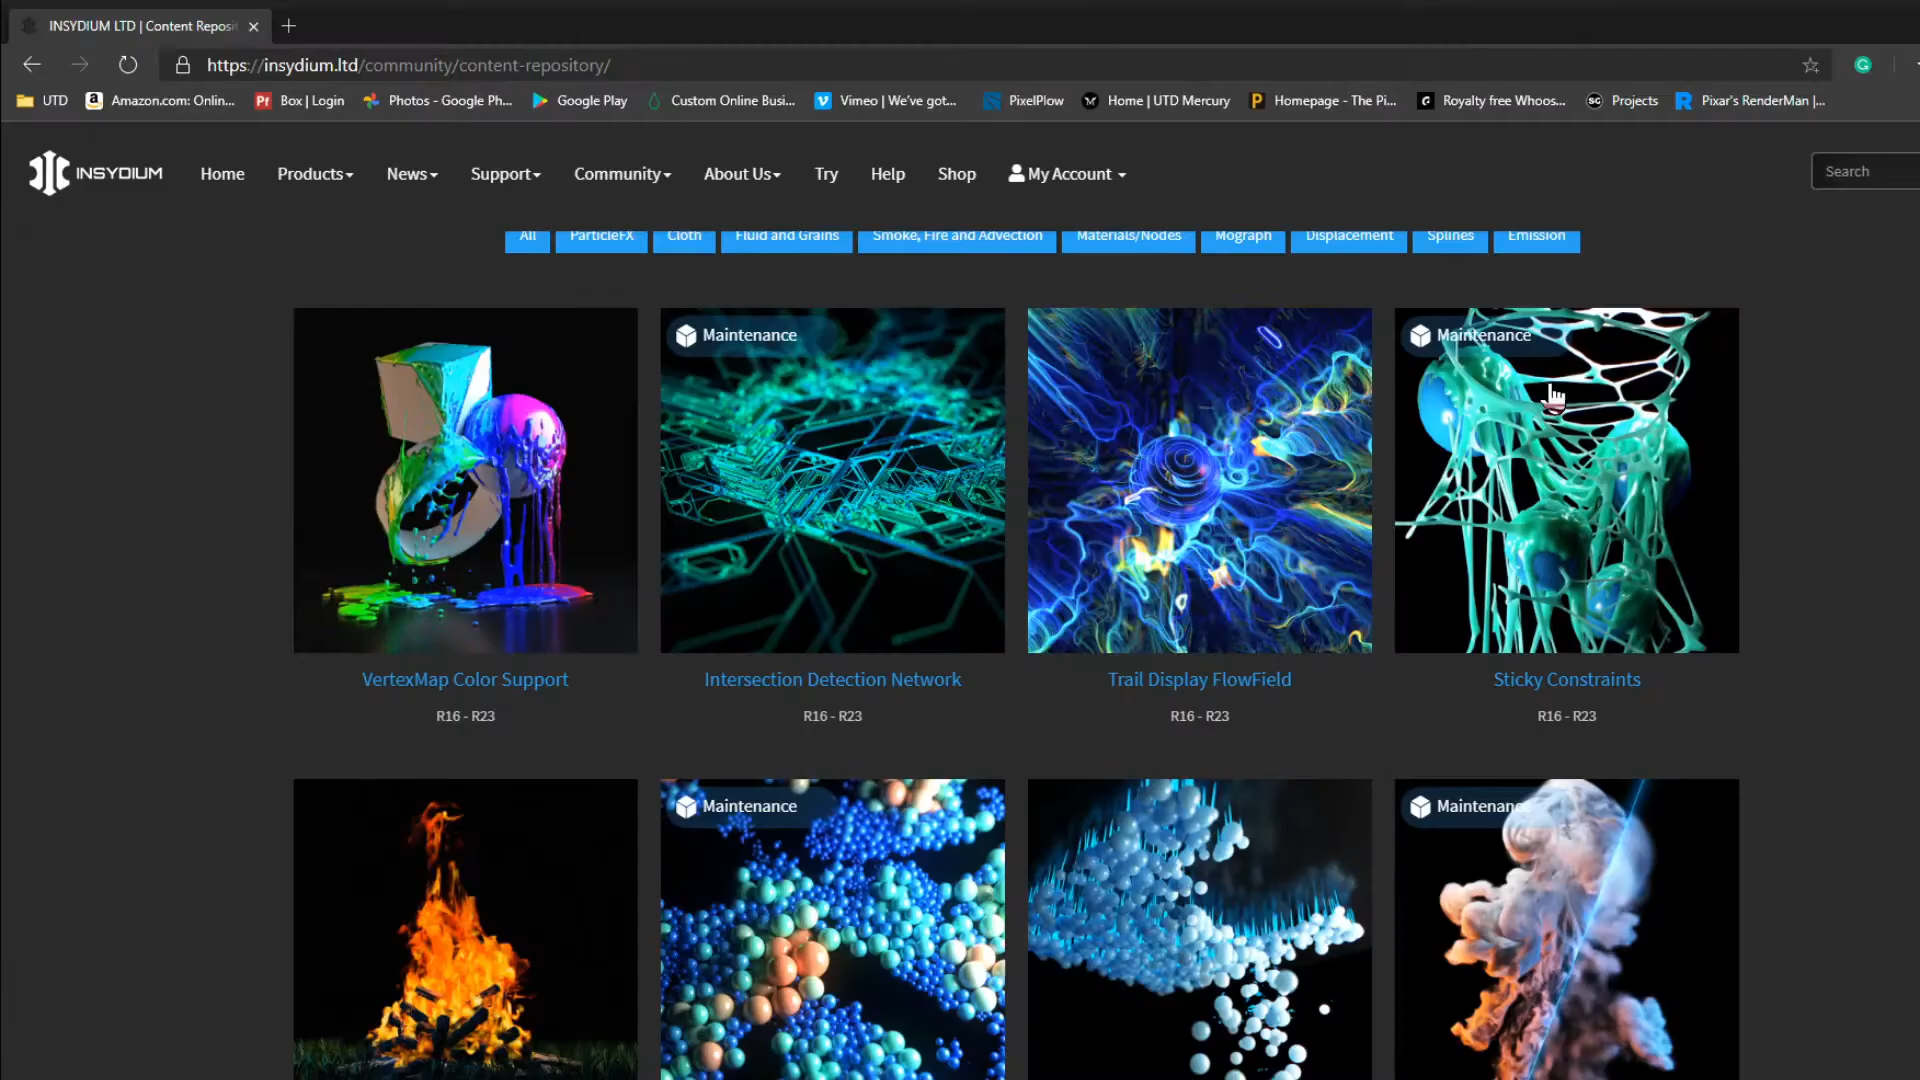 INSYDIUM LTD | Content Reposi
https://insydium.ltd/community/content-repository/
UTD
Amazon.com: Onlin...
Box | Login
Photos - Google Ph...
Google Play
Custom Online Busi...
Vimeo | We've got...
PixelPlow
Home | UTD Mercury
Homepage - The Pi...
Royalty free Whoos...
Projects
Pixar's RenderMan |...
INSYDIUM
Home
Products
News
Support
Community
About Us
Try
Help
Shop
My Account
Search
All
ParticleFX
Cloth
Fluid and Grains
Smoke, Fire and Advection
Materials/Nodes
Mograph
Displacement
Splines
Emission
Maintenance
Maintenance
VertexMap Color Support
Intersection Detection Network
Trail Display FlowField
Sticky Constraints
R16 - R23
R16 - R23
R16 - R23
R16 - R23
Maintenance
Maintenance